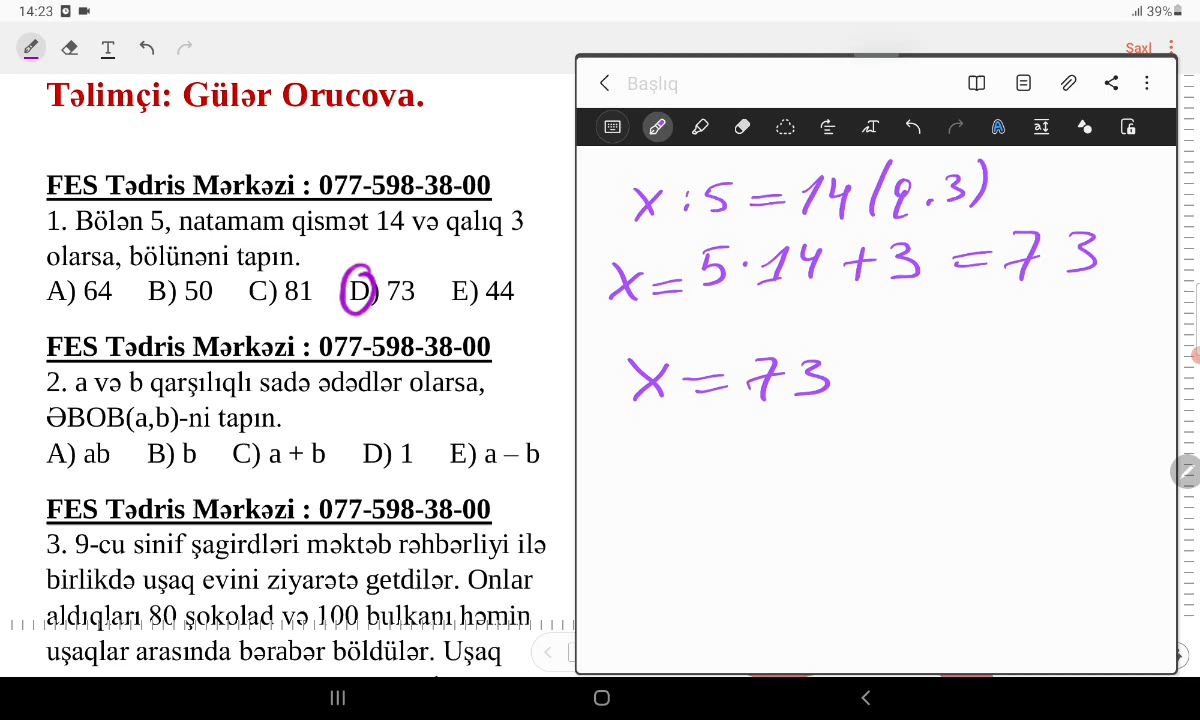 14:23
39%
Saxl
Təlimçi: Gülər Orucova.
FES Tədris Mərkəzi : 077-598-38-00
1. Bölən 5, natamam qismət 14 və qalıq 3
olarsa, bölünəni tapın.
A) 64 B) 50 C) 81 D) 73 E) 44
FES Tədris Mərkəzi : 077-598-38-00
2. a və b qarşılıqlı sadə ədədlər olarsa,
ƏBOB(a,b)-ni tapın.
A) ab B) b C) a + b D) 1 E) a – b
FES Tədris Mərkəzi : 077-598-38-00
3. 9-cu sinif şagirdləri məktəb rəhbərliyi ilə
birlikdə uşaq evini ziyarətə getdilər. Onlar
aldıqları 80 şokolad və 100 bulkanı həmin
uşaqlar arasında bərabər böldülər. Uşaq
Başlıq
x : 5 = 14 (q. 3)
x = 5 · 14 + 3 = 73
x = 73